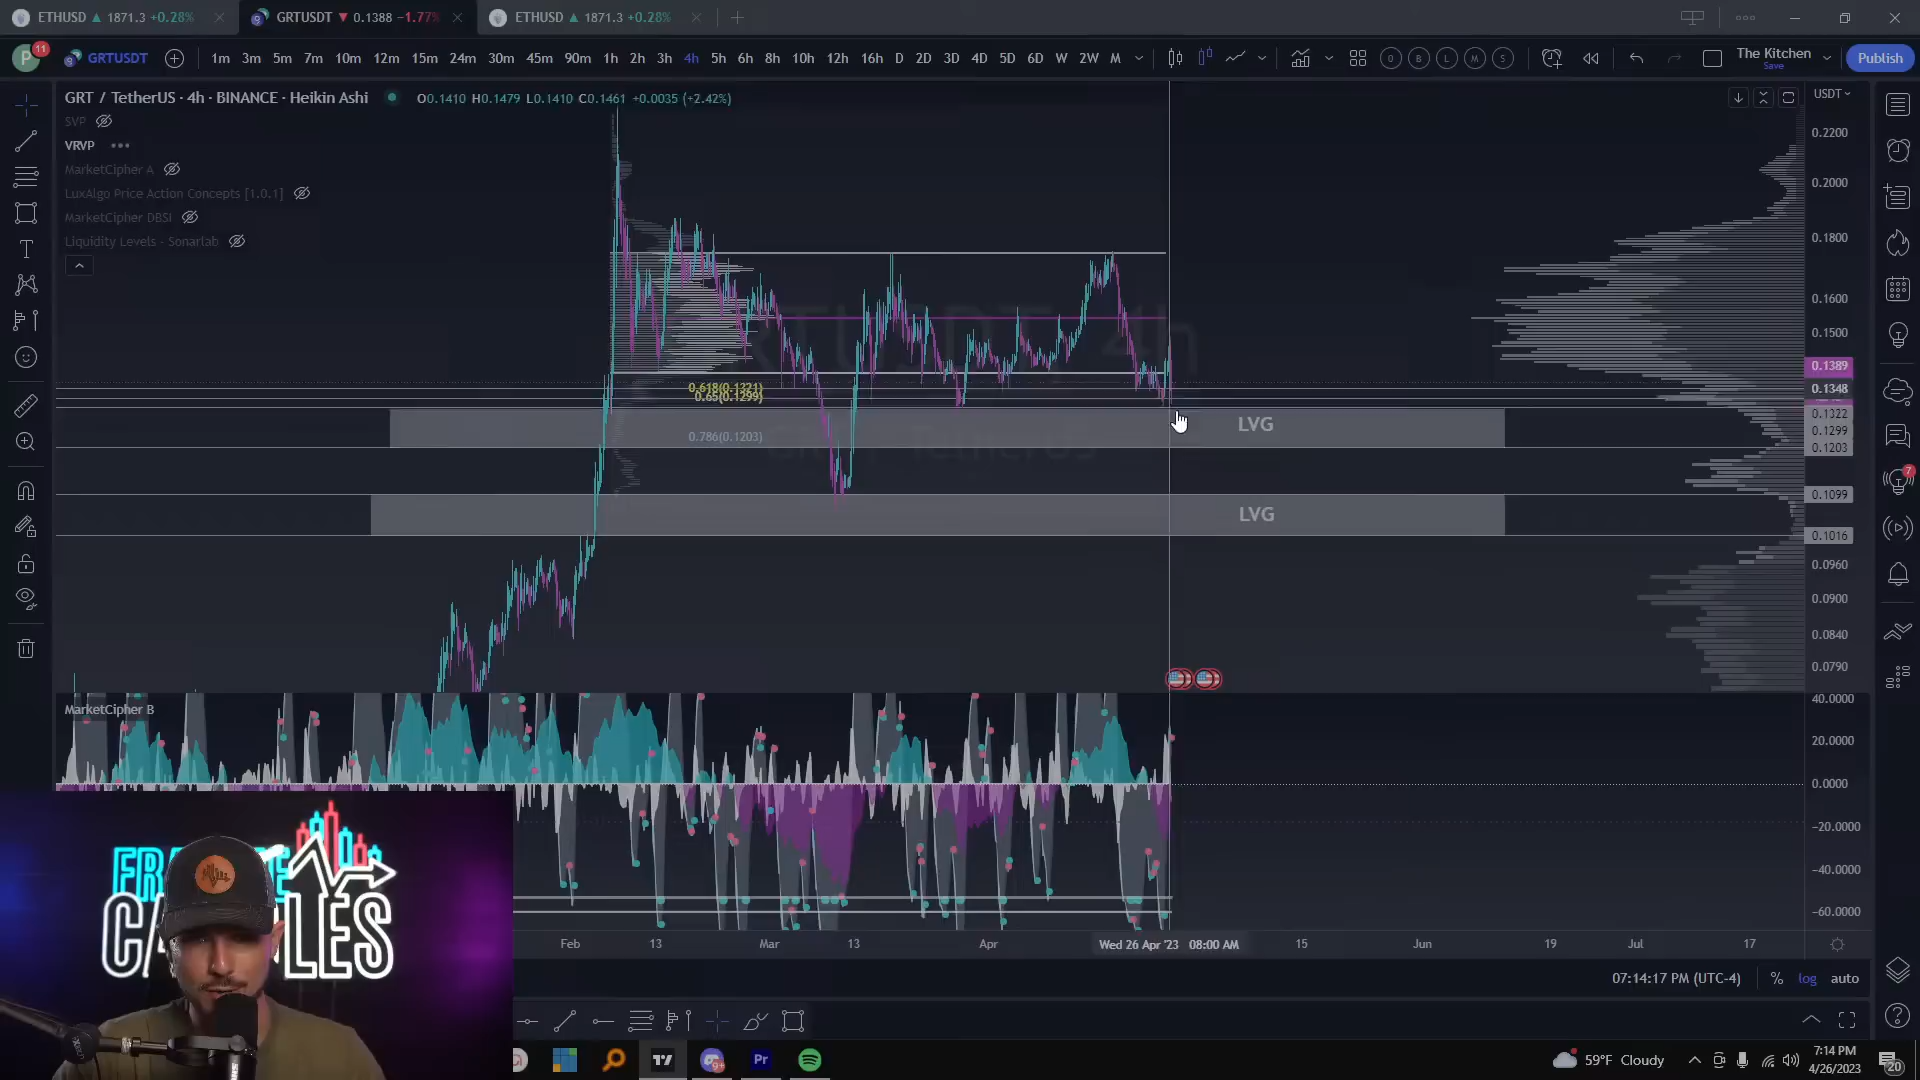 ETHUSD ▲ 1871.3 +0.28%
GRTUSDT ▼ 0.1388 −1.77%
ETHUSD ▲ 1871.3 +0.28%
P 11
GRTUSDT
1m 3m 5m 7m 10m 12m 15m 24m 30m 45m 90m 1h 2h 3h 4h 5h 6h 8h 10h 12h 16h D 2D 3D 4D 5D 6D W 2W M
O B L M S
The Kitchen
Save
Publish
GRT / TetherUS · 4h · BINANCE · Heikin Ashi
O0.1410 H0.1479 L0.1410 C0.1461 +0.0035 (+2.42%)
SVP
VRVP
MarketCipher A
LuxAlgo Price Action Concepts [1.0.1]
MarketCipher DBSI
Liquidity Levels - Sonarlab
USDT
0.2200
0.2000
0.1800
0.1600
0.1500
0.1389
0.1348
0.1322
0.1299
0.1203
0.1099
0.1016
0.0960
0.0900
0.0840
0.0790
0.618(0.1321)
0.65(0.1299)
0.786(0.1203)
LVG
LVG
7
MarketCipher B
40.0000
20.0000
0.0000
−20.0000
−40.0000
−60.0000
Feb 13 Mar 13 Apr Wed 26 Apr '23 08:00 AM 15 Jun 19 Jul 17
07:14:17 PM (UTC-4) % log auto
CANDLES
Pr
59°F Cloudy
7:14 PM
4/26/2023
20